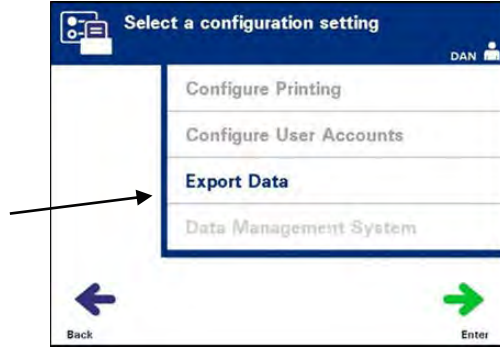 Select a configuration setting
DAN
Configure Printing
Configure User Accounts
Export Data
Data Management System
Back
Enter